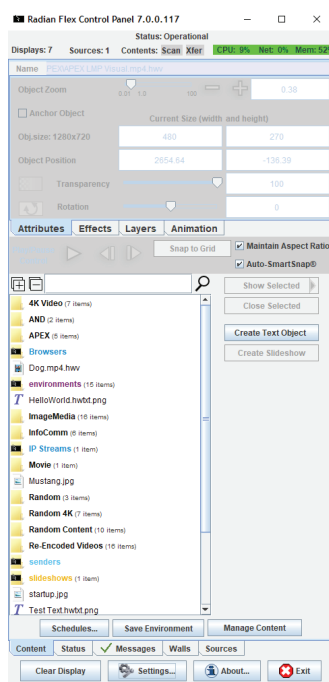 Radian Flex Control Panel 7.0.0.117
Status: Operational
Displays: 7 Sources: 1 Contents: Scan Xfer CPU: 9% Net: 0% Mem: 52%
Name PEX\APEX LMP Visual.mp4.hwv
Object Zoom 0.01 1.0 100 0.38
Anchor Object Current Size (width and height)
Obj.size: 1280x720 480 270
Object Position 2654.64 -136.39
Transparency 100
Rotation 0
Attributes Effects Layers Animation
Snap to Grid Maintain Aspect Ratio
Auto-SmartSnap®
Show Selected
4K Video (7 items) Close Selected
AND (2 items)
APEX (5 items) Create Text Object
Browsers Create Slideshow
Dog.mp4.hwv
environments (15 items)
HelloWorld.hwtxt.png
ImageMedia (16 items)
InfoComm (6 items)
IP Streams (1 item)
Movie (1 item)
Mustang.jpg
Random (3 items)
Random 4K (7 items)
Random Content (10 items)
Re-Encoded Videos (16 items)
senders
slideshows (1 item)
startup.jpg
Test Text.hwtxt.png
Schedules... Save Environment Manage Content
Content Status Messages Walls Sources
Clear Display Settings... About... Exit